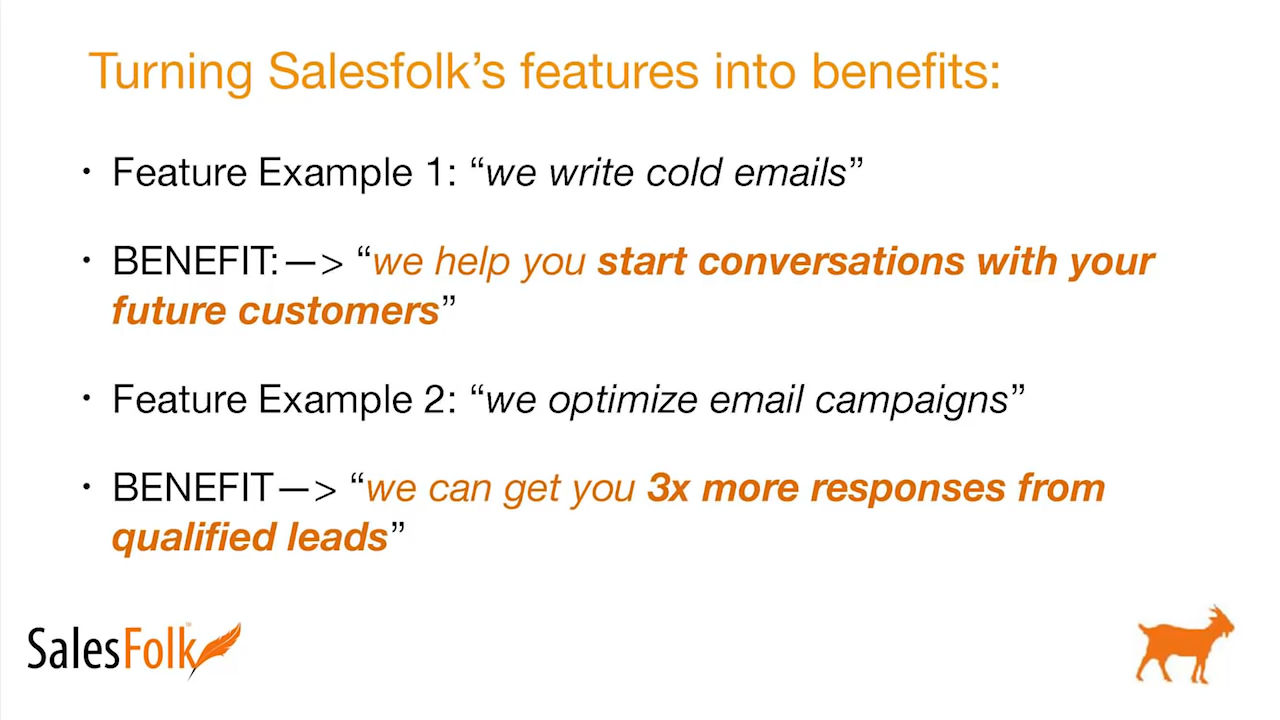 Turning Salesfolk’s features into benefits:
• Feature Example 1: “we write cold emails”
• BENEFIT:—> “we help you start conversations with your
future customers”
• Feature Example 2: “we optimize email campaigns”
• BENEFIT—> “we can get you 3x more responses from
qualified leads”
SalesFolk™